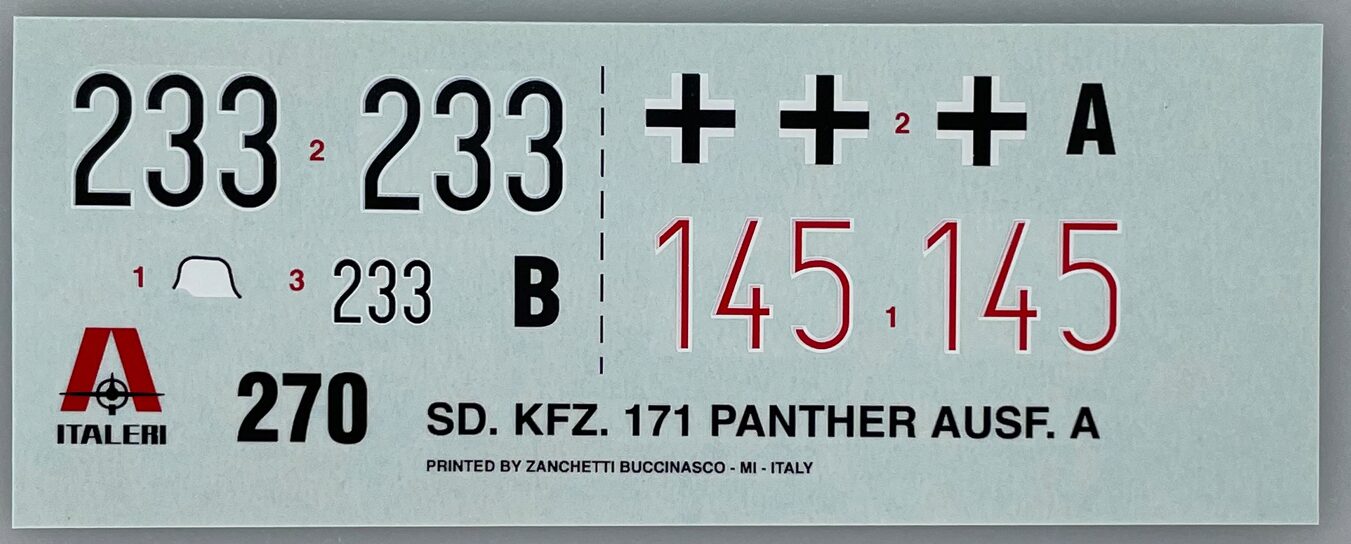 233 2 233
1 3 233 B
2 A
145 1 145
ITALERI
270
SD. KFZ. 171 PANTHER AUSF. A
PRINTED BY ZANCHETTI BUCCINASCO - MI - ITALY